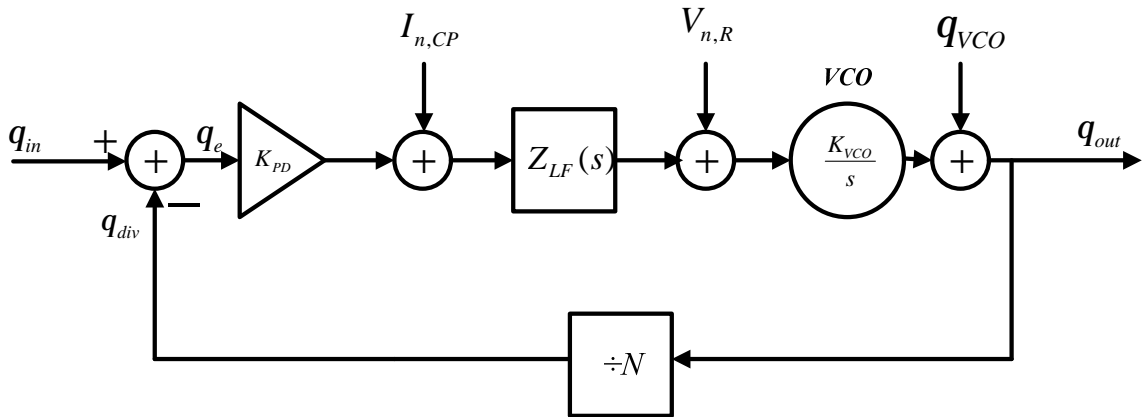 I_{n,CP}
V_{n,R}
q_{VCO}
VCO
q_{in}
+
+
q_e
K_{PD}
+
Z_{LF}(s)
+
K_{VCO}
s
+
q_{out}
−
q_{div}
÷N